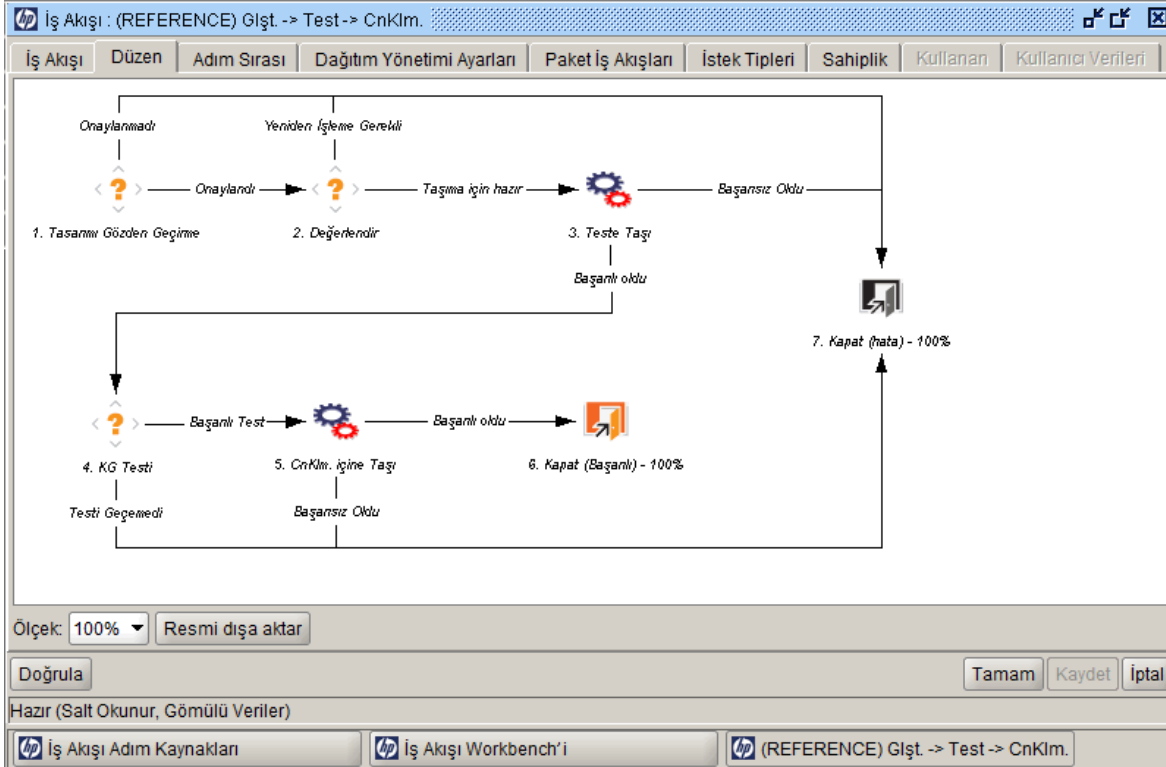 hp İş Akışı : (REFERENCE) Glşt. -> Test -> CnKlm.
İş Akışı Düzen Adım Sırası Dağıtım Yönetimi Ayarları Paket İş Akışları İstek Tipleri Sahiplik Kullanan Kullanıcı Verileri
Onaylanmadı Yeniden İşleme Gerekli
? Onaylandı ? Taşıma için hazır Başarısız Oldu
1. Tasarımı Gözden Geçirme 2. Değerlendir 3. Teste Taşı
Başarılı oldu
7. Kapat (hata) - 100%
? Başarılı Test Başarılı oldu
4. KG Testi 5. CnKlm. içine Taşı 6. Kapat (Başarılı) - 100%
Testi Geçemedi Başarısız Oldu
Ölçek: 100% Resmi dışa aktar
Doğrula Tamam Kaydet İptal
Hazır (Salt Okunur, Gömülü Veriler)
hp İş Akışı Adım Kaynakları hp İş Akışı Workbench'i hp (REFERENCE) Glşt. -> Test -> CnKlm.